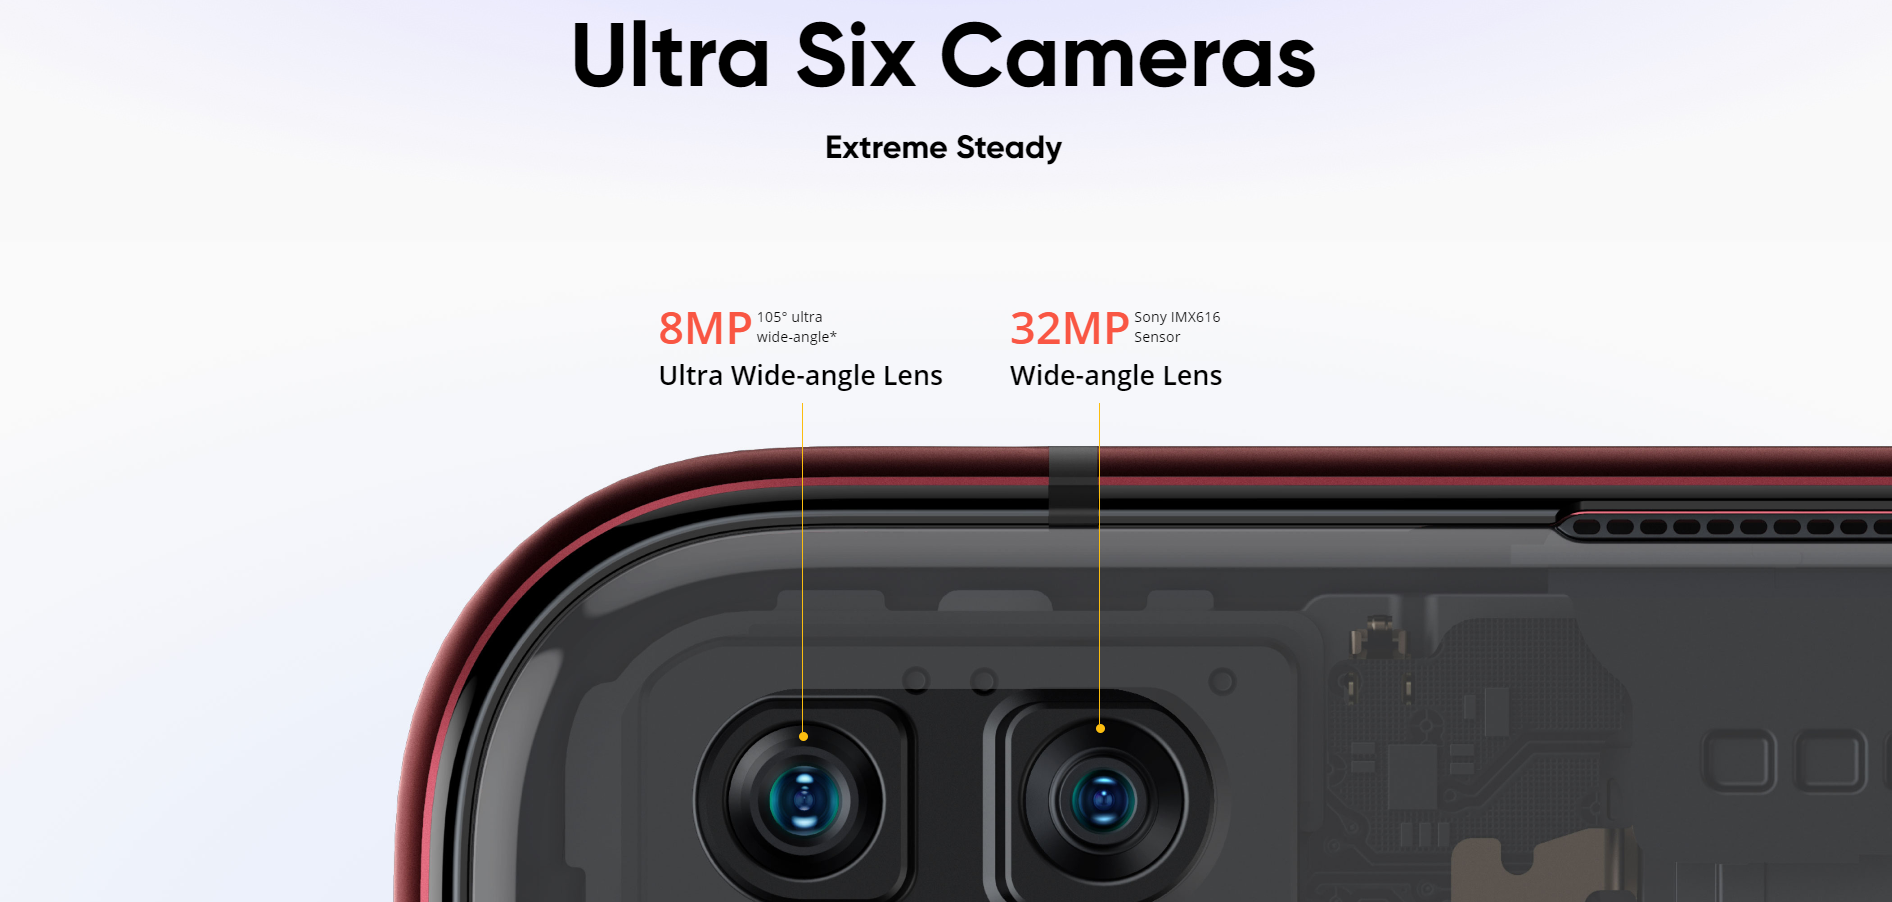 Ultra Six Cameras
Extreme Steady
8MP 105° ultra
wide-angle*
Ultra Wide-angle Lens
32MP Sony IMX616
Sensor
Wide-angle Lens